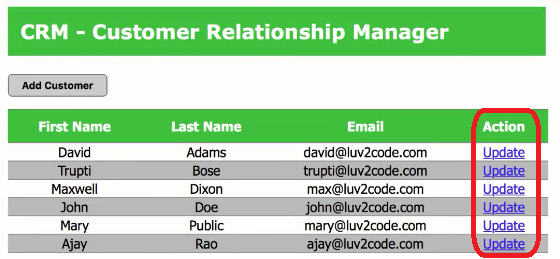 CRM - Customer Relationship Manager
Add Customer
First Name Last Name Email Action
David Adams david@luv2code.com Update
Trupti Bose trupti@luv2code.com Update
Maxwell Dixon max@luv2code.com Update
John Doe john@luv2code.com Update
Mary Public mary@luv2code.com Update
Ajay Rao ajay@luv2code.com Update